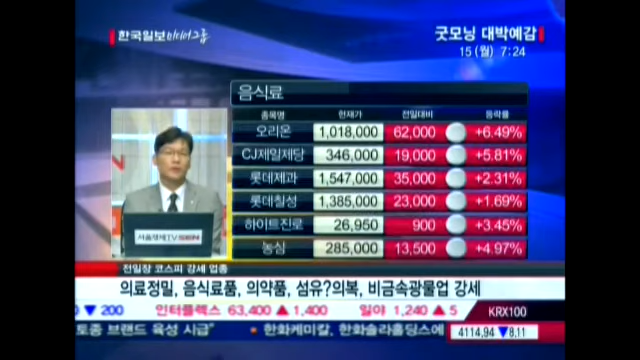 한국일보 미디어그룹
굿모닝 대박예감
15 (월) 7:24
음식료
종목명 현재가 전일대비 등락률
오리온 1,018,000 62,000 +6.49%
CJ제일제당 346,000 19,000 +5.81%
롯데제과 1,547,000 35,000 +2.31%
롯데칠성 1,385,000 23,000 +1.69%
하이트진로 26,950 900 +3.45%
농심 285,000 13,500 +4.97%
서울경제TV SEN
전일장 코스피 강세 업종
의료정밀, 음식료품, 의약품, 섬유?의복, 비금속광물업 강세
▼ 200 인터플렉스 63,400 ▲ 1,400 일야 1,240 ▲ 5 KRX100
토종 브랜드 육성 시급" • 한화케미칼, 한화솔라홀딩스에 4114.94 ▼8.11